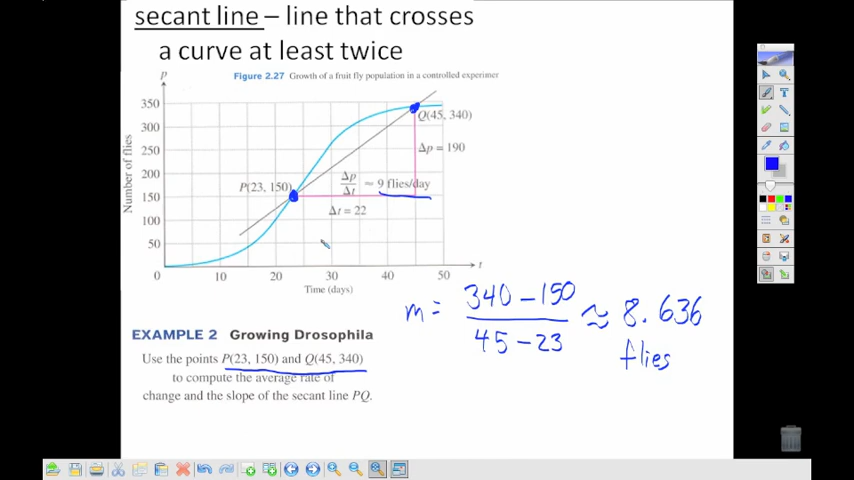 secant line – line that crosses
a curve at least twice
p
Figure 2.27 Growth of a fruit fly population in a controlled experiment
350
300
250
200
150
100
50
0
10
20
30
40
50
t
Number of flies
Time (days)
Q(45, 340)
Δp = 190
P(23, 150)
Δp/Δt ≈ 9 flies/day
Δt = 22
m = 340 – 150 / 45 – 23 ≈ 8.636
flies
EXAMPLE 2 Growing Drosophila
Use the points P(23, 150) and Q(45, 340)
to compute the average rate of
change and the slope of the secant line PQ.